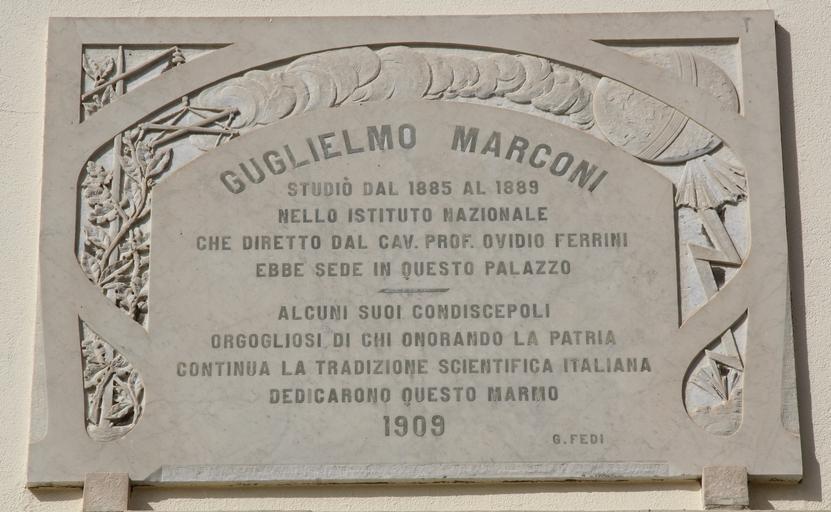 GUGLIELMO MARCONI
STUDIÒ DAL 1885 AL 1889
NELLO ISTITUTO NAZIONALE
CHE DIRETTO DAL CAV. PROF. OVIDIO FERRINI
EBBE SEDE IN QUESTO PALAZZO
ALCUNI SUOI CONDISCEPOLI
ORGOGLIOSI DI CHI ONORANDO LA PATRIA
CONTINUA LA TRADIZIONE SCIENTIFICA ITALIANA
DEDICARONO QUESTO MARMO
1909
G. FEDI